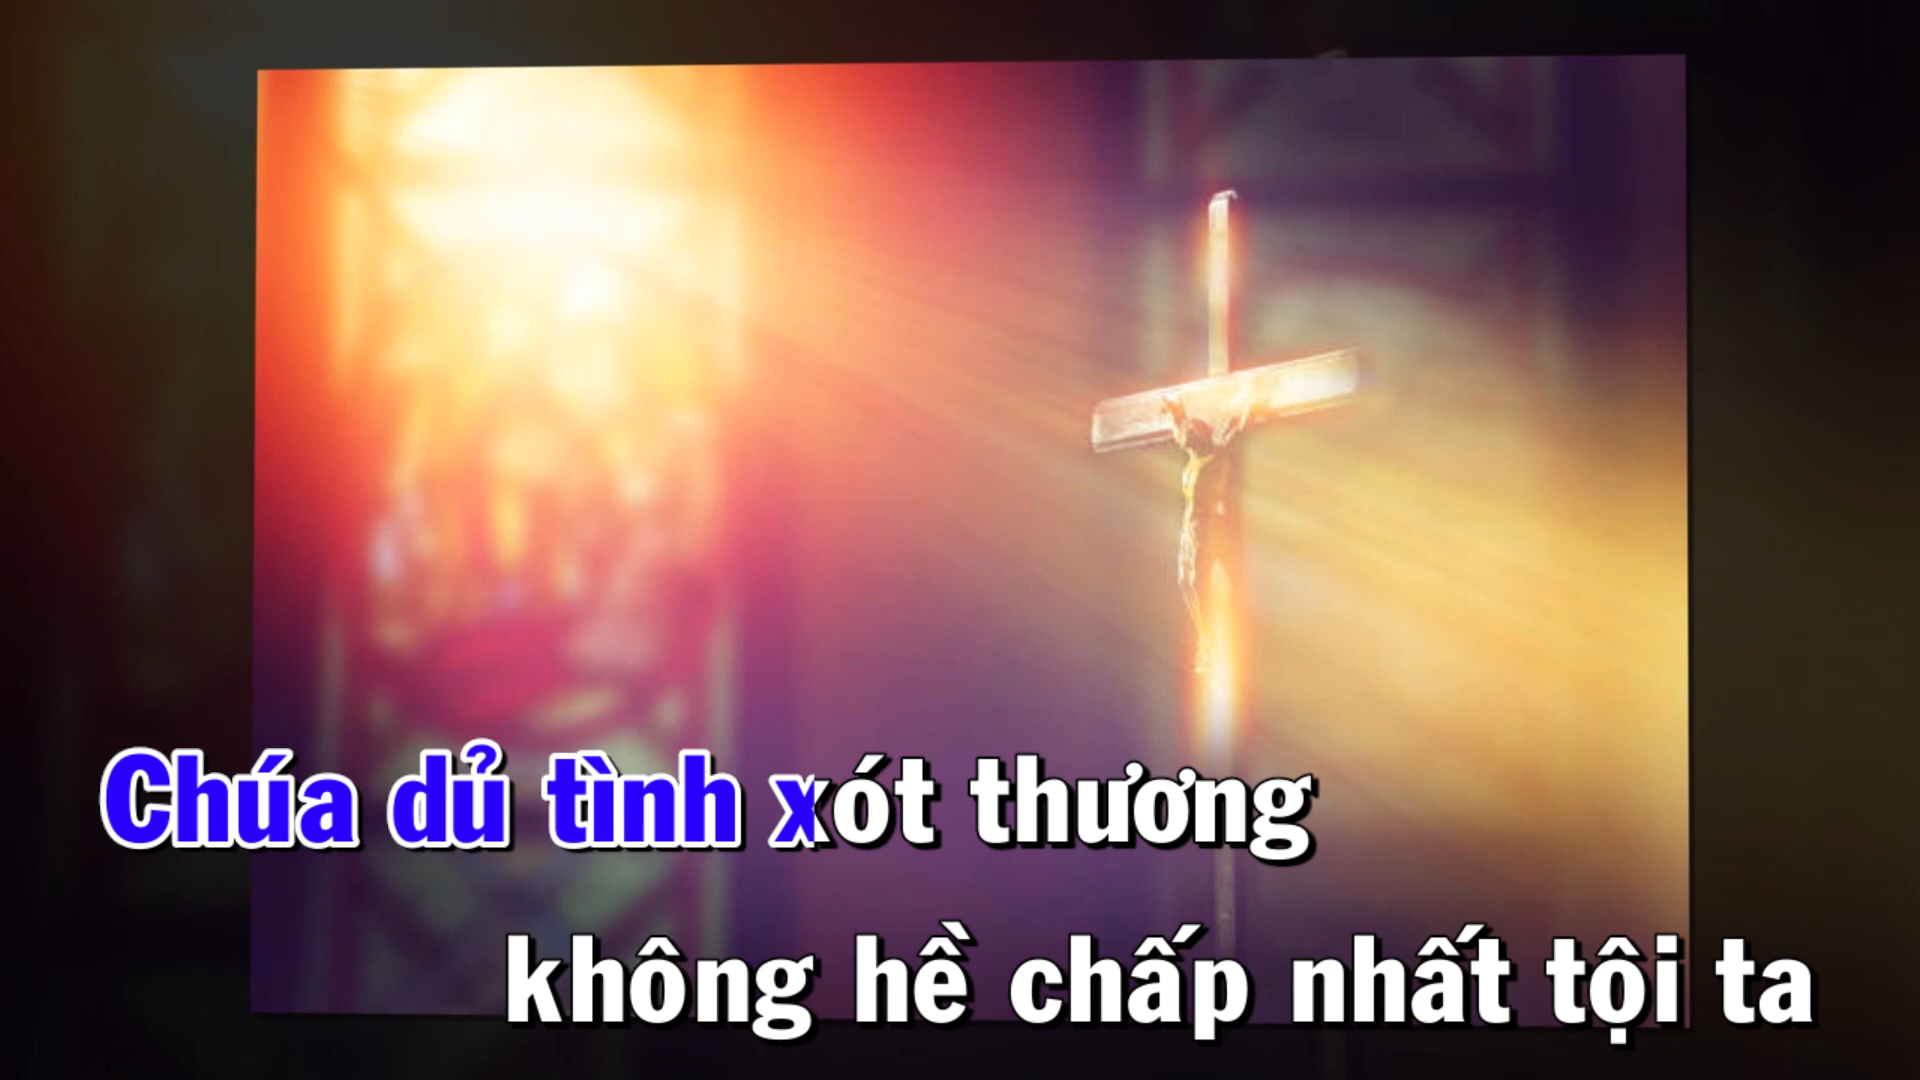 Chúa dủ tình xót thương
không hề chấp nhất tội ta